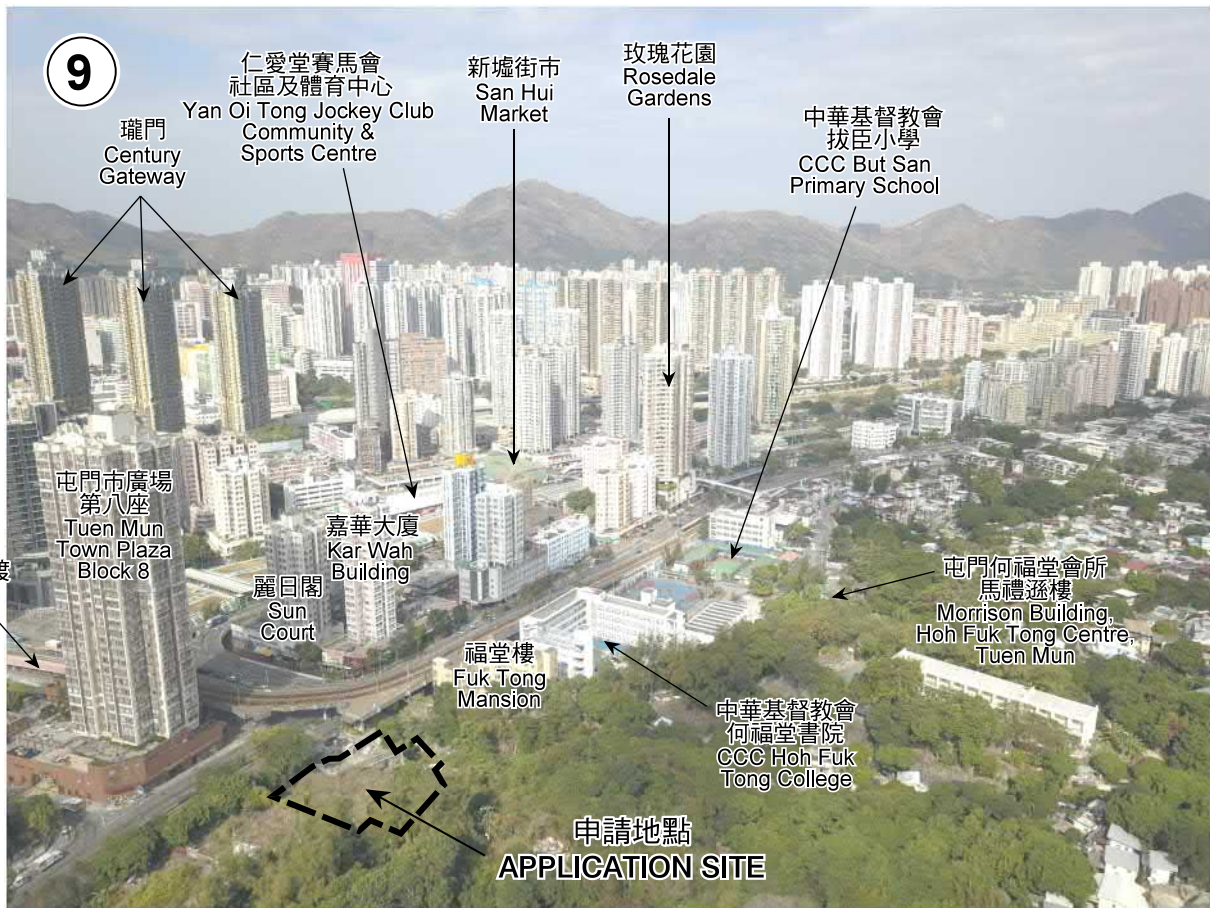 9
仁愛堂賽馬會
社區及體育中心
Yan Oi Tong Jockey Club
Community &
Sports Centre
新墟街市
San Hui
Market
玫瑰花園
Rosedale
Gardens
中華基督教會
拔臣小學
CCC But San
Primary School
瓏門
Century
Gateway
屯門市廣場
第八座
Tuen Mun
Town Plaza
Block 8
麗日閣
Sun
Court
嘉華大廈
Kar Wah
Building
福堂樓
Fuk Tong
Mansion
屯門何福堂會所
馬禮遜樓
Morrison Building,
Hoh Fuk Tong Centre,
Tuen Mun
中華基督教會
何福堂書院
CCC Hoh Fuk
Tong College
申請地點
APPLICATION SITE